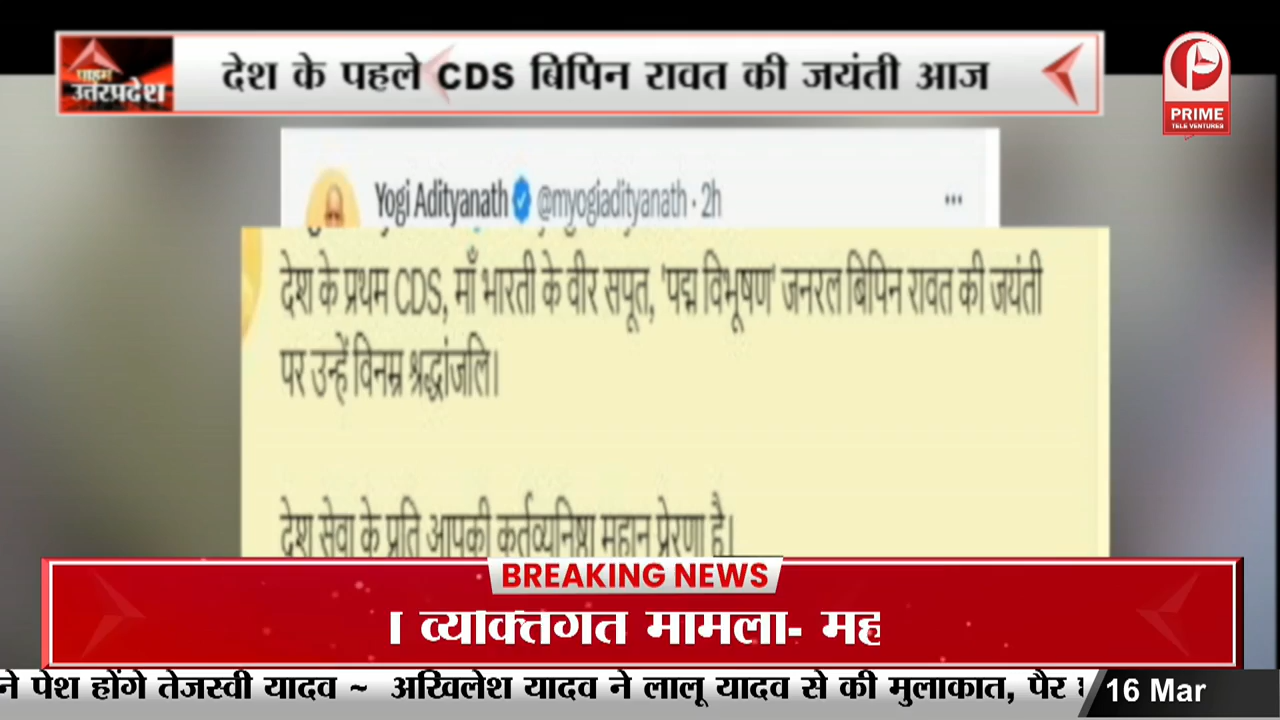 प्राइम
उत्तरप्रदेश
देश के पहले CDS बिपिन रावत की जयंती आज
PRIME
TELE VENTURES
Yogi Adityanath @myogiadityanath · 2h
देश के प्रथम CDS, माँ भारती के वीर सपूत, 'पद्म विभूषण' जनरल बिपिन रावत की जयंती
पर उन्हें विनम्र श्रद्धांजलि।
देश सेवा के प्रति आपकी कर्तव्यनिष्ठा महान प्रेरणा है।
BREAKING NEWS
व्यक्तिगत मामला- मह
ने पेश होंगे तेजस्वी यादव ~ अखिलेश यादव ने लालू यादव से की मुलाकात, पैर
16 Mar